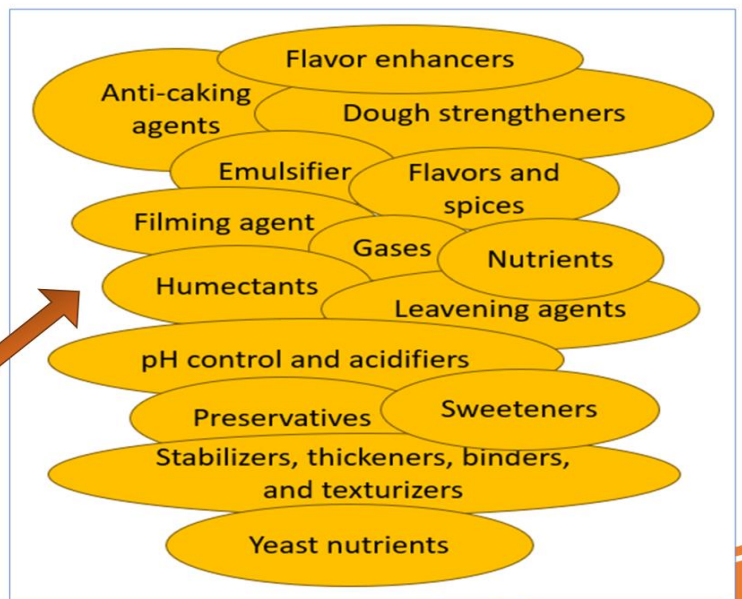 Flavor enhancers
Anti-caking
agents
Dough strengtheners
Emulsifier
Flavors and
spices
Filming agent
Gases
Nutrients
Humectants
Leavening agents
pH control and acidifiers
Preservatives
Sweeteners
Stabilizers, thickeners, binders,
and texturizers
Yeast nutrients